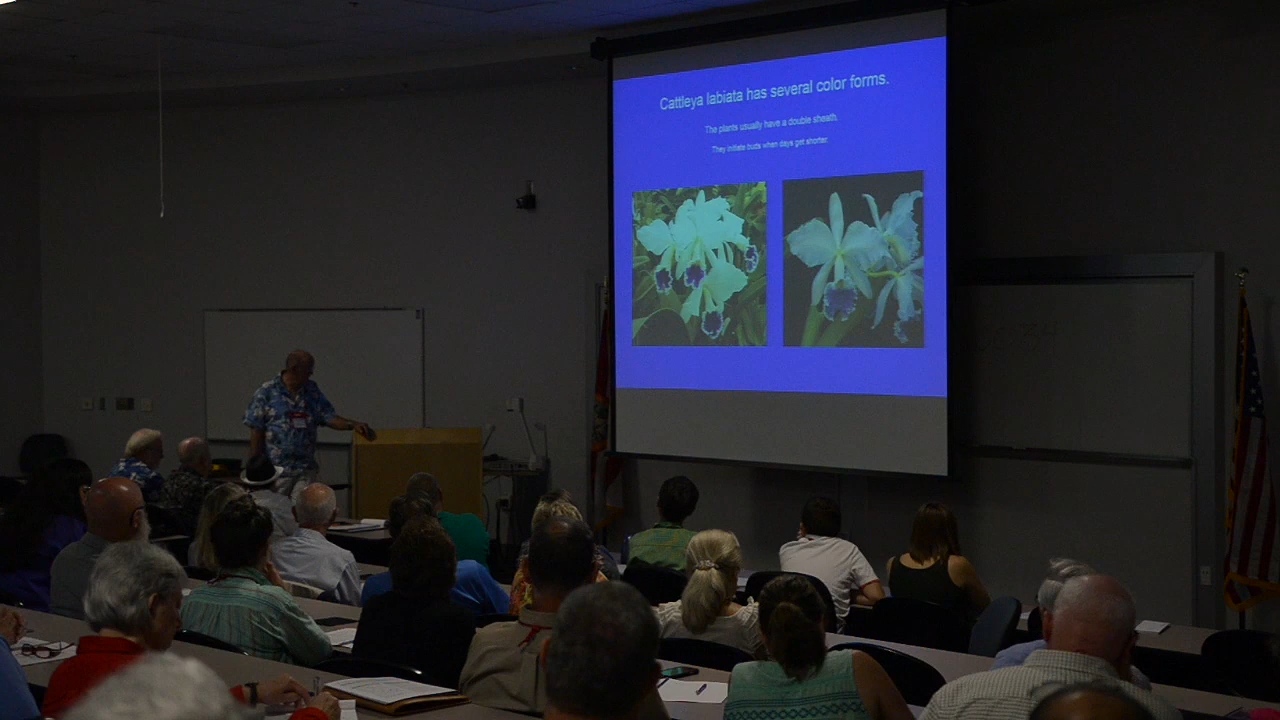 Cattleya labiata has several color forms.
The plants usually have a double sheath.
They initiate buds when days get shorter.